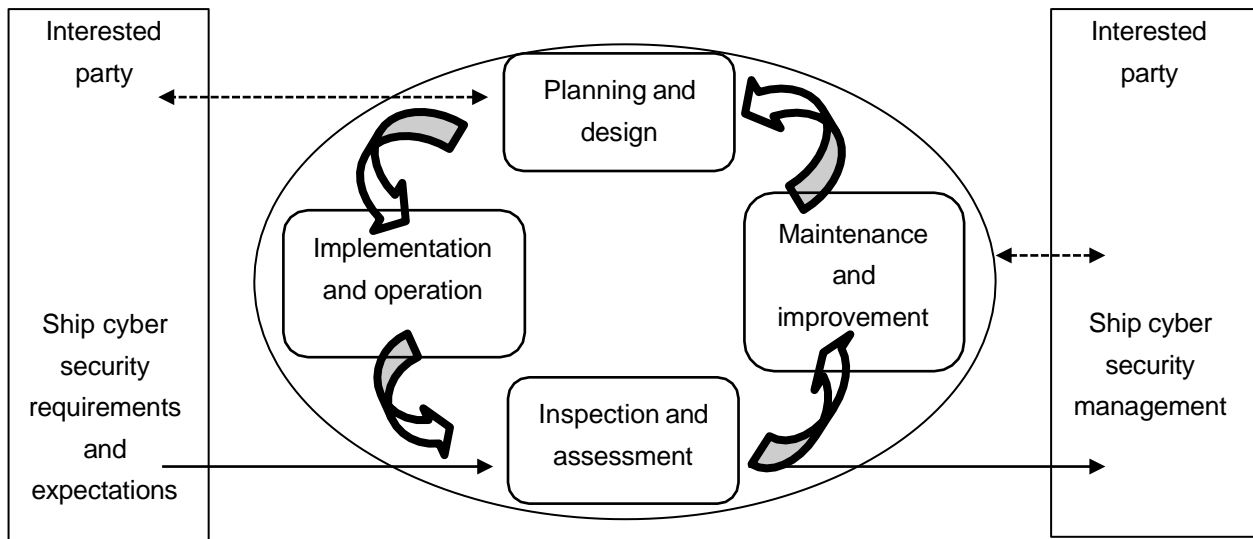 Interested
party
Ship cyber
security
requirements
and
expectations
Planning and
design
Implementation
and operation
Inspection and
assessment
Maintenance
and
improvement
Interested
party
Ship cyber
security
management